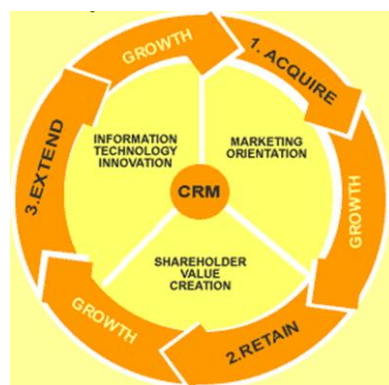 GROWTH
1. ACQUIRE
INFORMATION
TECHNOLOGY
INNOVATION
MARKETING
ORIENTATION
3.EXTEND
CRM
GROWTH
SHAREHOLDER
VALUE
CREATION
GROWTH
2.RETAIN